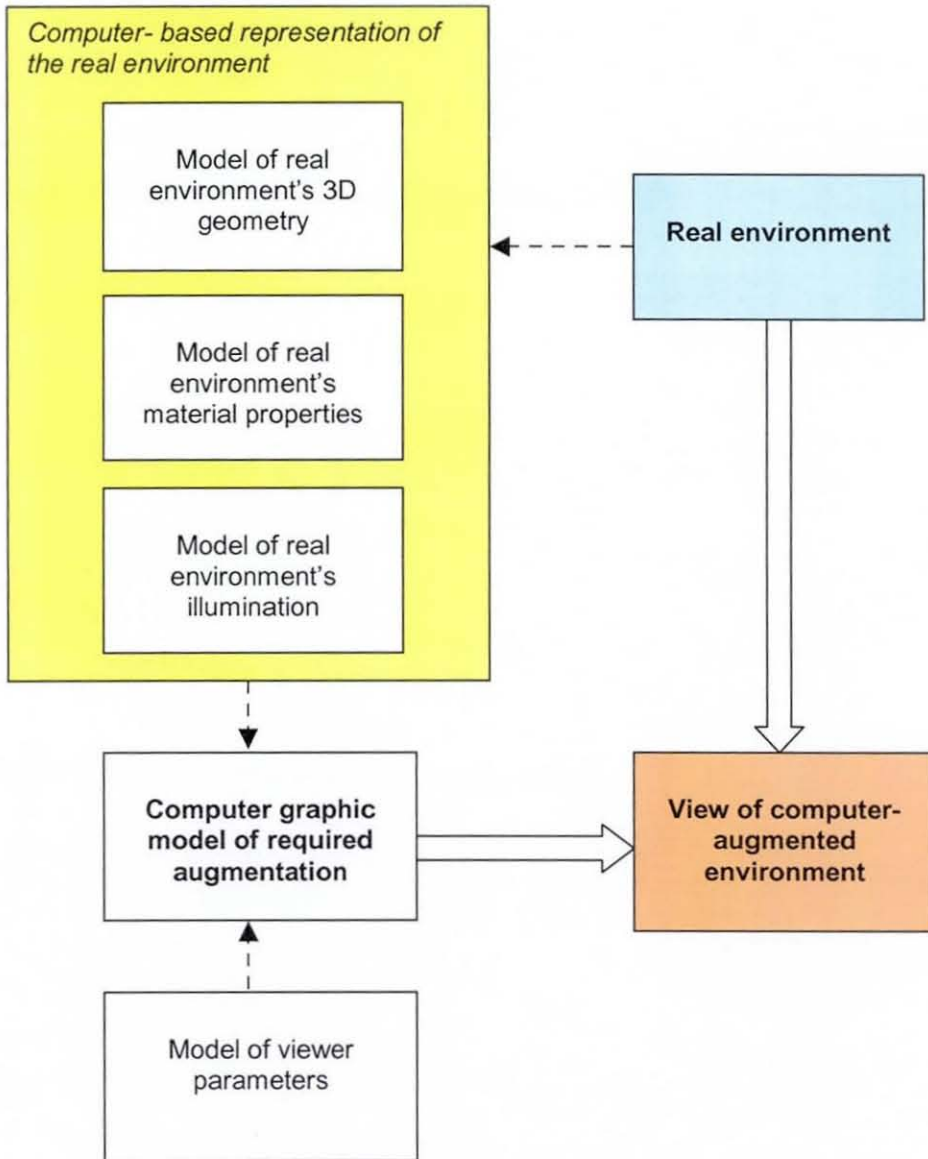 Computer- based representation of
the real environment
Model of real
environment's 3D
geometry
Real environment
Model of real
environment's
material properties
Model of real
environment's
illumination
Computer graphic
model of required
augmentation
View of computer-
augmented
environment
Model of viewer
parameters